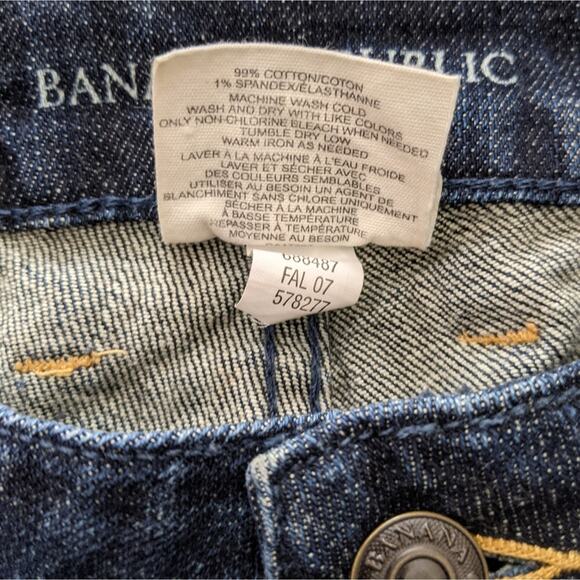 BANA UBLIC
99% COTTON/COTON
1% SPANDEX/ÉLASTHANNE
MACHINE WASH COLD
WASH AND DRY WITH LIKE COLORS
ONLY NON-CHLORINE BLEACH WHEN NEEDED
TUMBLE DRY LOW
WARM IRON AS NEEDED
LAVER À LA MACHINE À L'EAU FROIDE
LAVER ET SÉCHER AVEC
DES COULEURS SEMBLABLES
UTILISER AU BESOIN UN AGENT DE
BLANCHIMENT SANS CHLORE UNIQUEMENT
SÉCHER À LA MACHINE
À BASSE TEMPÉRATURE
REPASSER À TEMPÉRATURE
MOYENNE AU BESOIN
688487
FAL 07
578277
BANANA